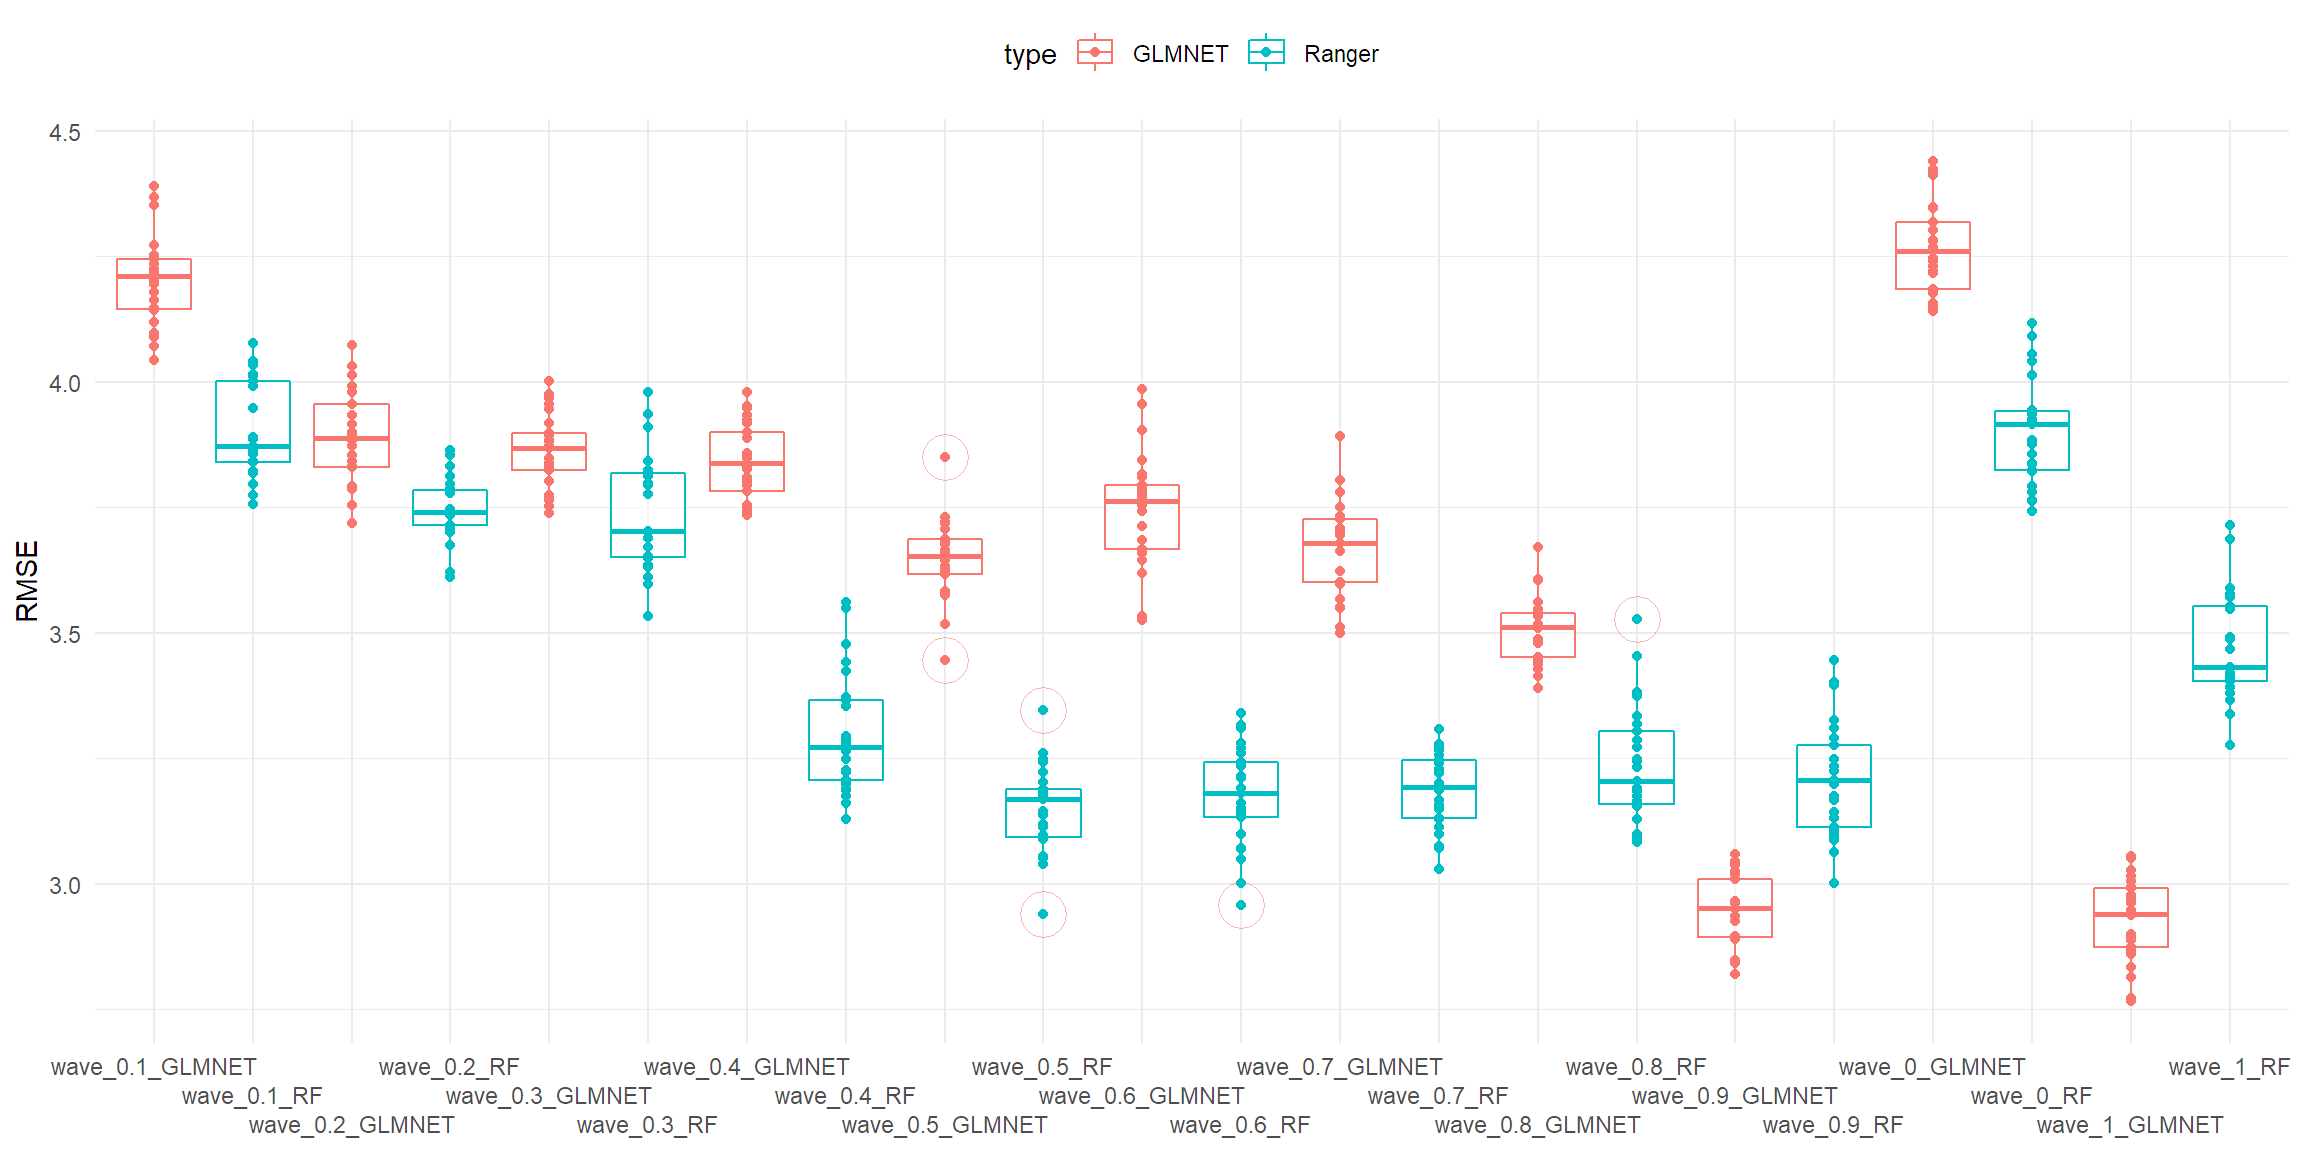 type GLMNET Ranger
4.5
4.0
3.5
3.0
RMSE
wave_0.1_GLMNET wave_0.2_RF wave_0.4_GLMNET wave_0.5_RF wave_0.7_GLMNET wave_0.8_RF wave_0_GLMNET wave_1_RF
wave_0.1_RF wave_0.3_GLMNET wave_0.4_RF wave_0.6_GLMNET wave_0.7_RF wave_0.9_GLMNET wave_0_RF
wave_0.2_GLMNET wave_0.3_RF wave_0.5_GLMNET wave_0.6_RF wave_0.8_GLMNET wave_0.9_RF wave_1_GLMNET